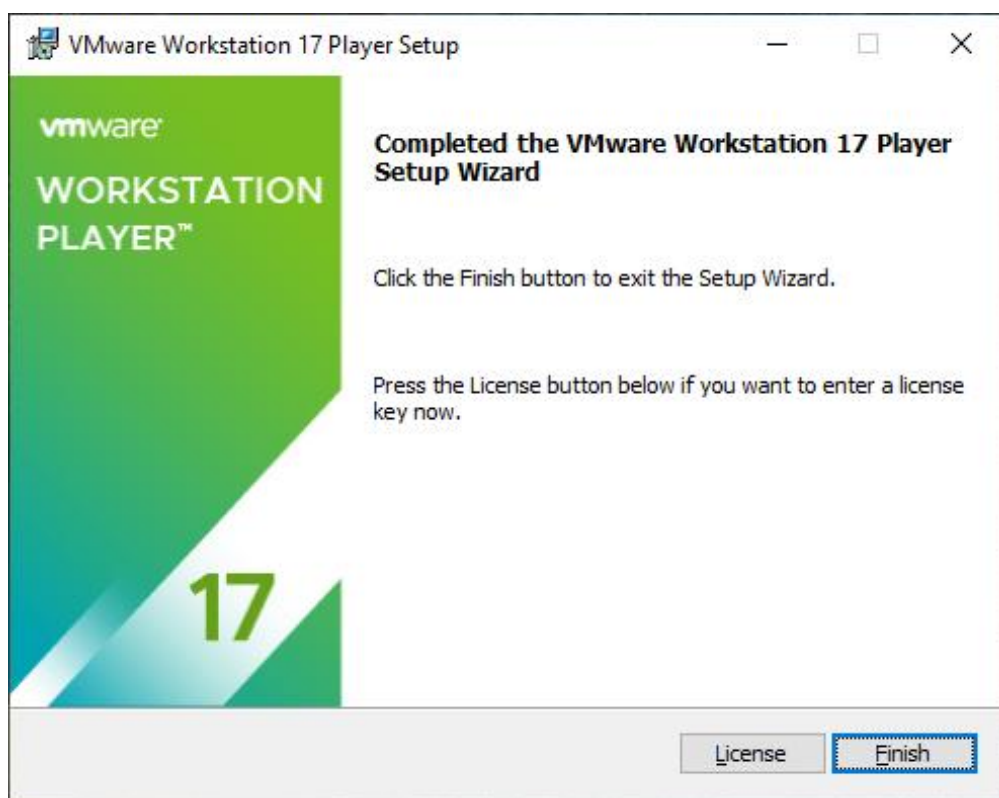 VMware Workstation 17 Player Setup
vmware®
WORKSTATION
PLAYER™
Completed the VMware Workstation 17 Player
Setup Wizard
Click the Finish button to exit the Setup Wizard.
Press the License button below if you want to enter a license
key now.
17
License
Finish